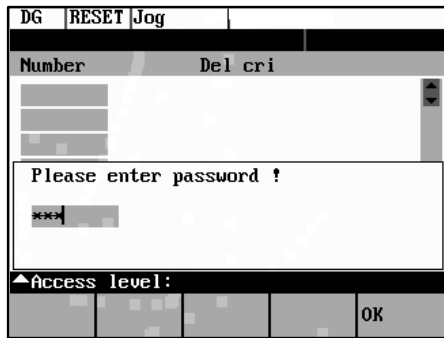 DG RESET Jog
Number Del cri
Please enter password !
***
Access level:
OK